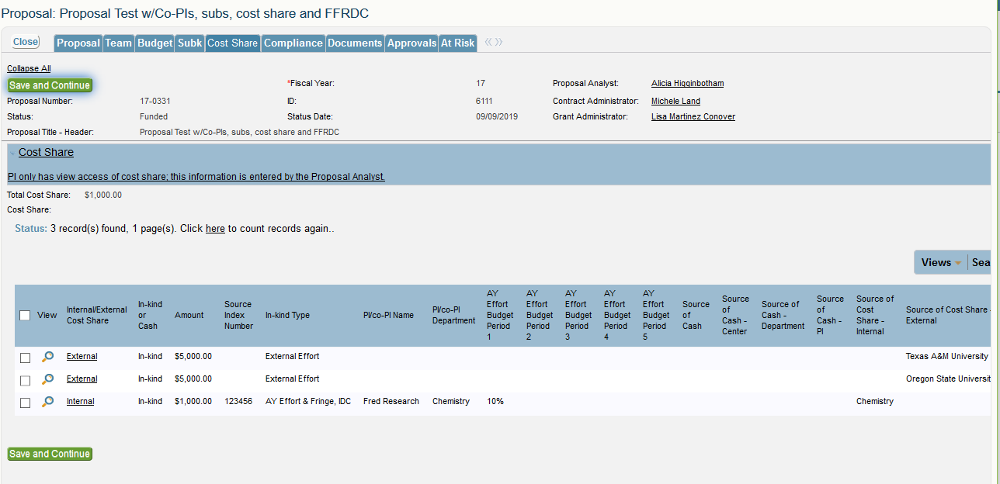 Proposal: Proposal Test w/Co-PIs, subs, cost share and FFRDC
Close Proposal Team Budget Subk Cost Share Compliance Documents Approvals At Risk
Collapse All
Save and Continue *Fiscal Year: 17 Proposal Analyst: Alicia Higginbotham
Proposal Number: 17-0331 ID: 6111 Contract Administrator: Michele Land
Status: Funded Status Date: 09/09/2019 Grant Administrator: Lisa Martinez Conover
Proposal Title - Header: Proposal Test w/Co-PIs, subs, cost share and FFRDC
Cost Share
PI only has view access of cost share; this information is entered by the Proposal Analyst.
Total Cost Share: $1,000.00
Cost Share:
Status: 3 record(s) found, 1 page(s). Click here to count records again..
Views Sea
View Internal/External Cost Share In-kind or Cash Amount Source Index Number In-kind Type PI/co-PI Name PI/co-PI Department AY Effort Budget Period 1 AY Effort Budget Period 2 AY Effort Budget Period 3 AY Effort Budget Period 4 AY Effort Budget Period 5 Source of Cash Source of Cash - Center Source of Cash - Department Source of Cash - PI Source of Cost Share - Internal Source of Cost Share - External
External In-kind $5,000.00 External Effort Texas A&M University
External In-kind $5,000.00 External Effort Oregon State Universit
Internal In-kind $1,000.00 123456 AY Effort & Fringe, IDC Fred Research Chemistry 10% Chemistry
Save and Continue